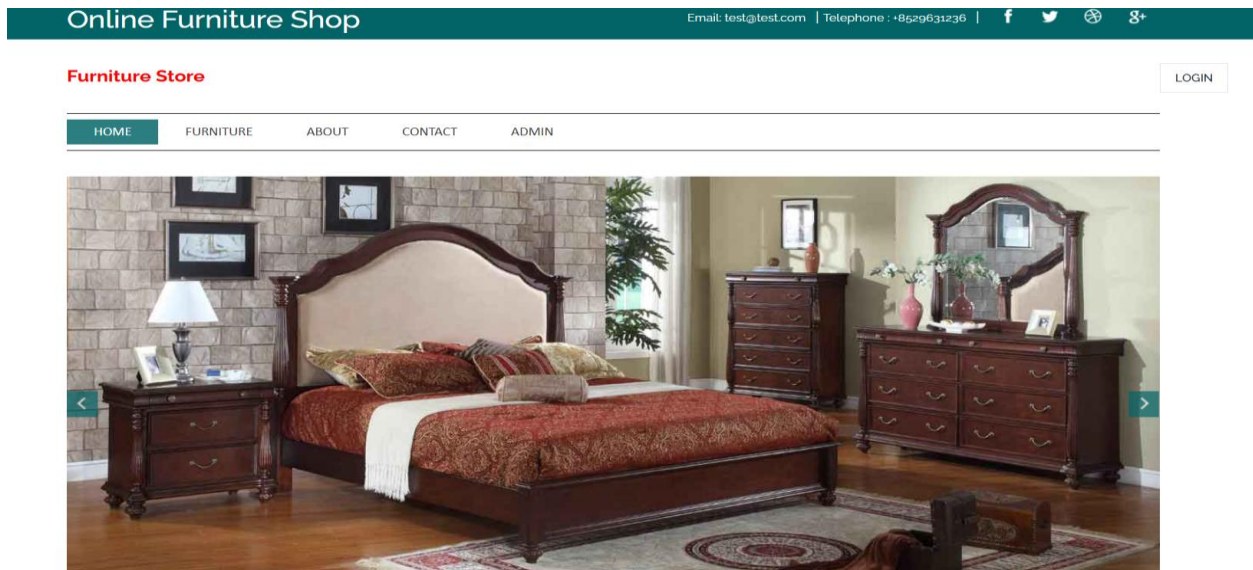 Online Furniture Shop
Email: test@test.com | Telephone : +8529631236 |
Furniture Store
LOGIN
HOME FURNITURE ABOUT CONTACT ADMIN